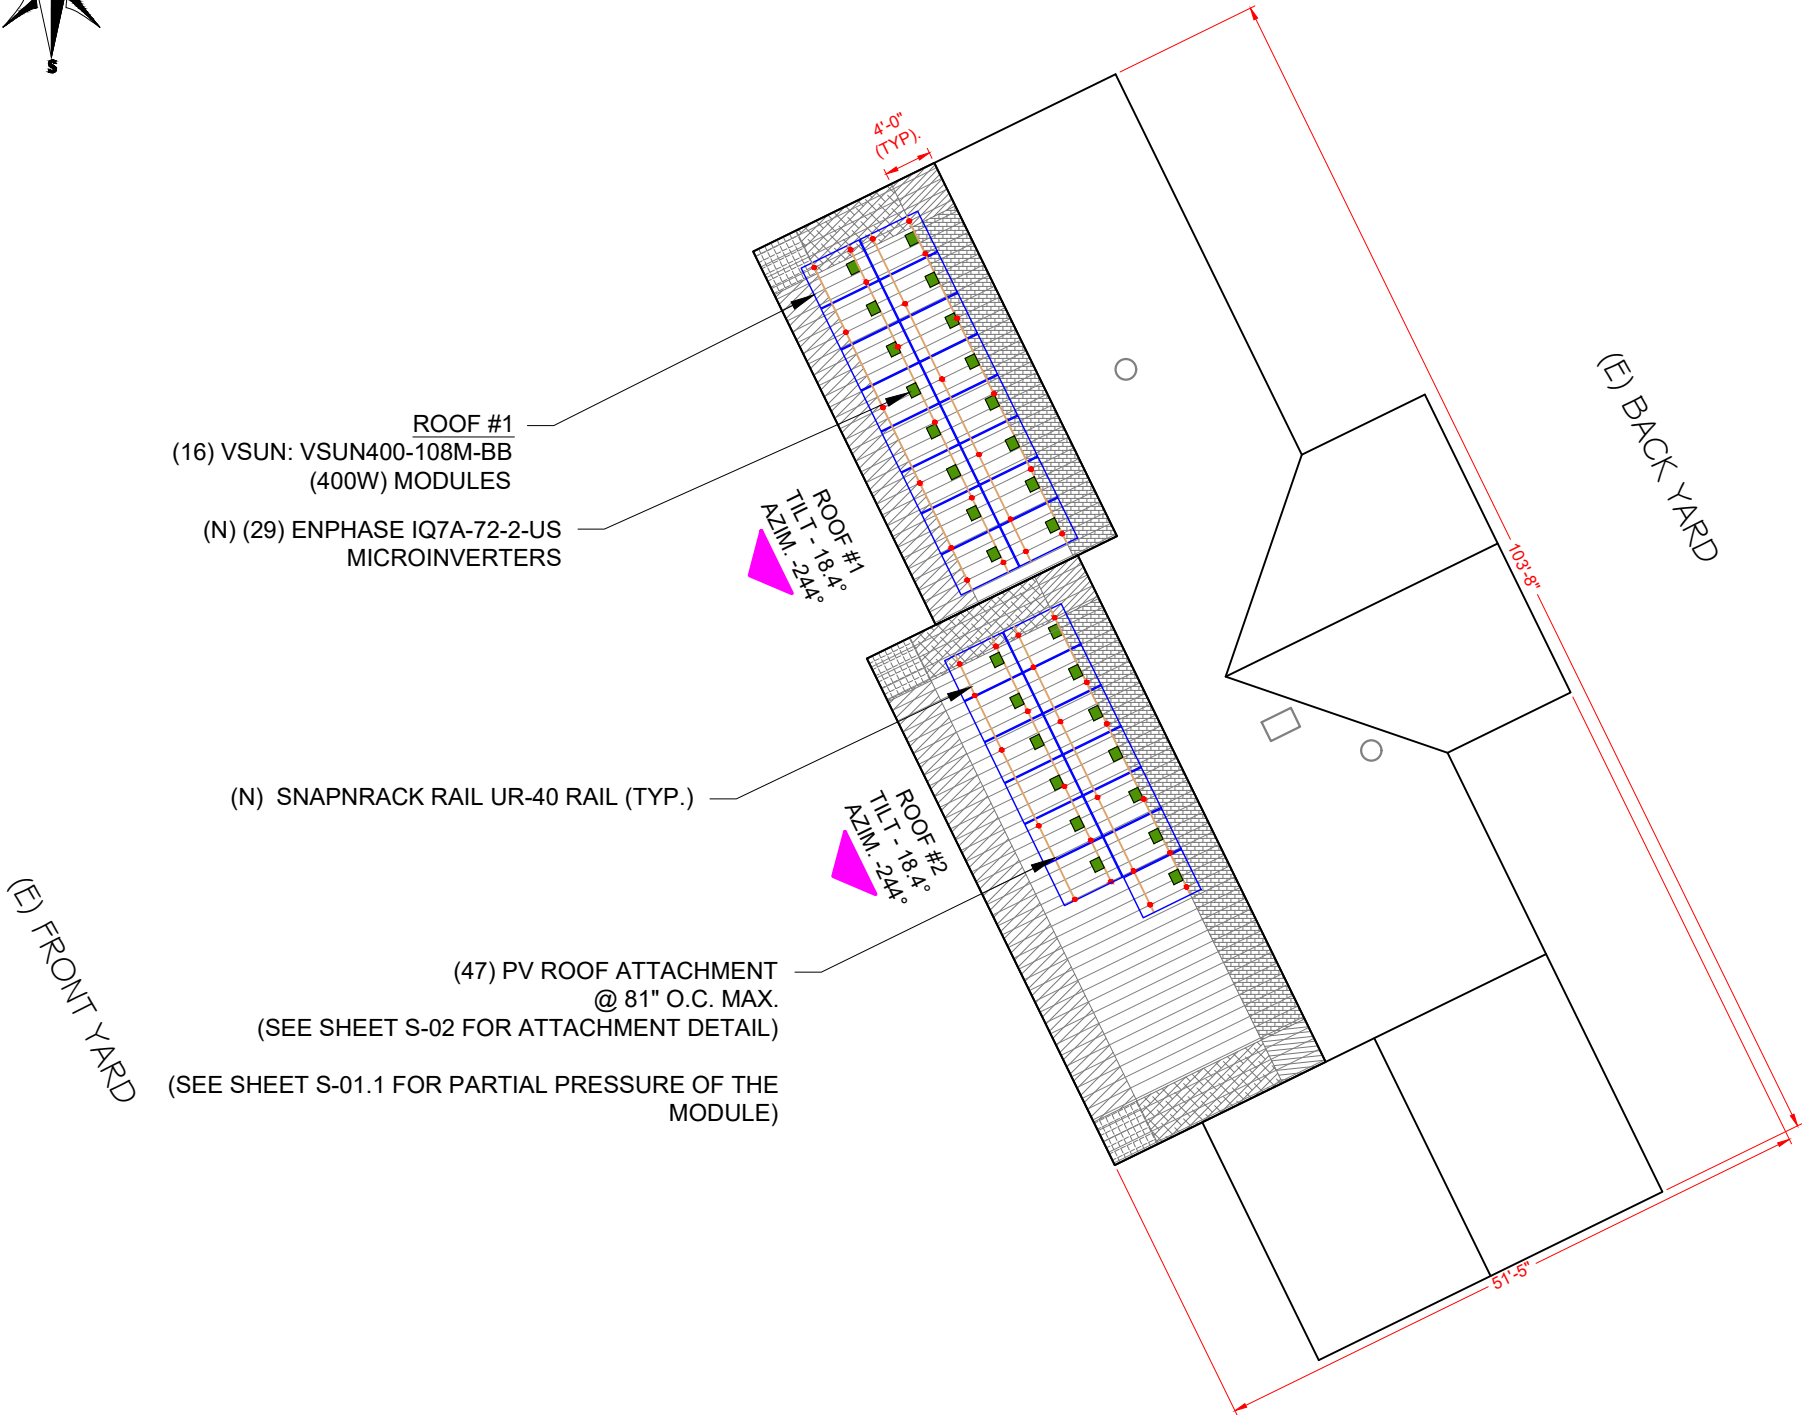 S
4'-0"
(TYP).
ROOF #1
(16) VSUN: VSUN400-108M-BB
(400W) MODULES
(N) (29) ENPHASE IQ7A-72-2-US
MICROINVERTERS
ROOF #1
TILT - 18.4°
AZIM. -244°
(E) BACK YARD
103'-8"
(N)  SNAPNRACK RAIL UR-40 RAIL (TYP.)
ROOF #2
TILT - 18.4°
AZIM. -244°
(E) FRONT YARD
(47) PV ROOF ATTACHMENT
@ 81" O.C. MAX.
(SEE SHEET S-02 FOR ATTACHMENT DETAIL)
(SEE SHEET S-01.1 FOR PARTIAL PRESSURE OF THE
MODULE)
51'-5"